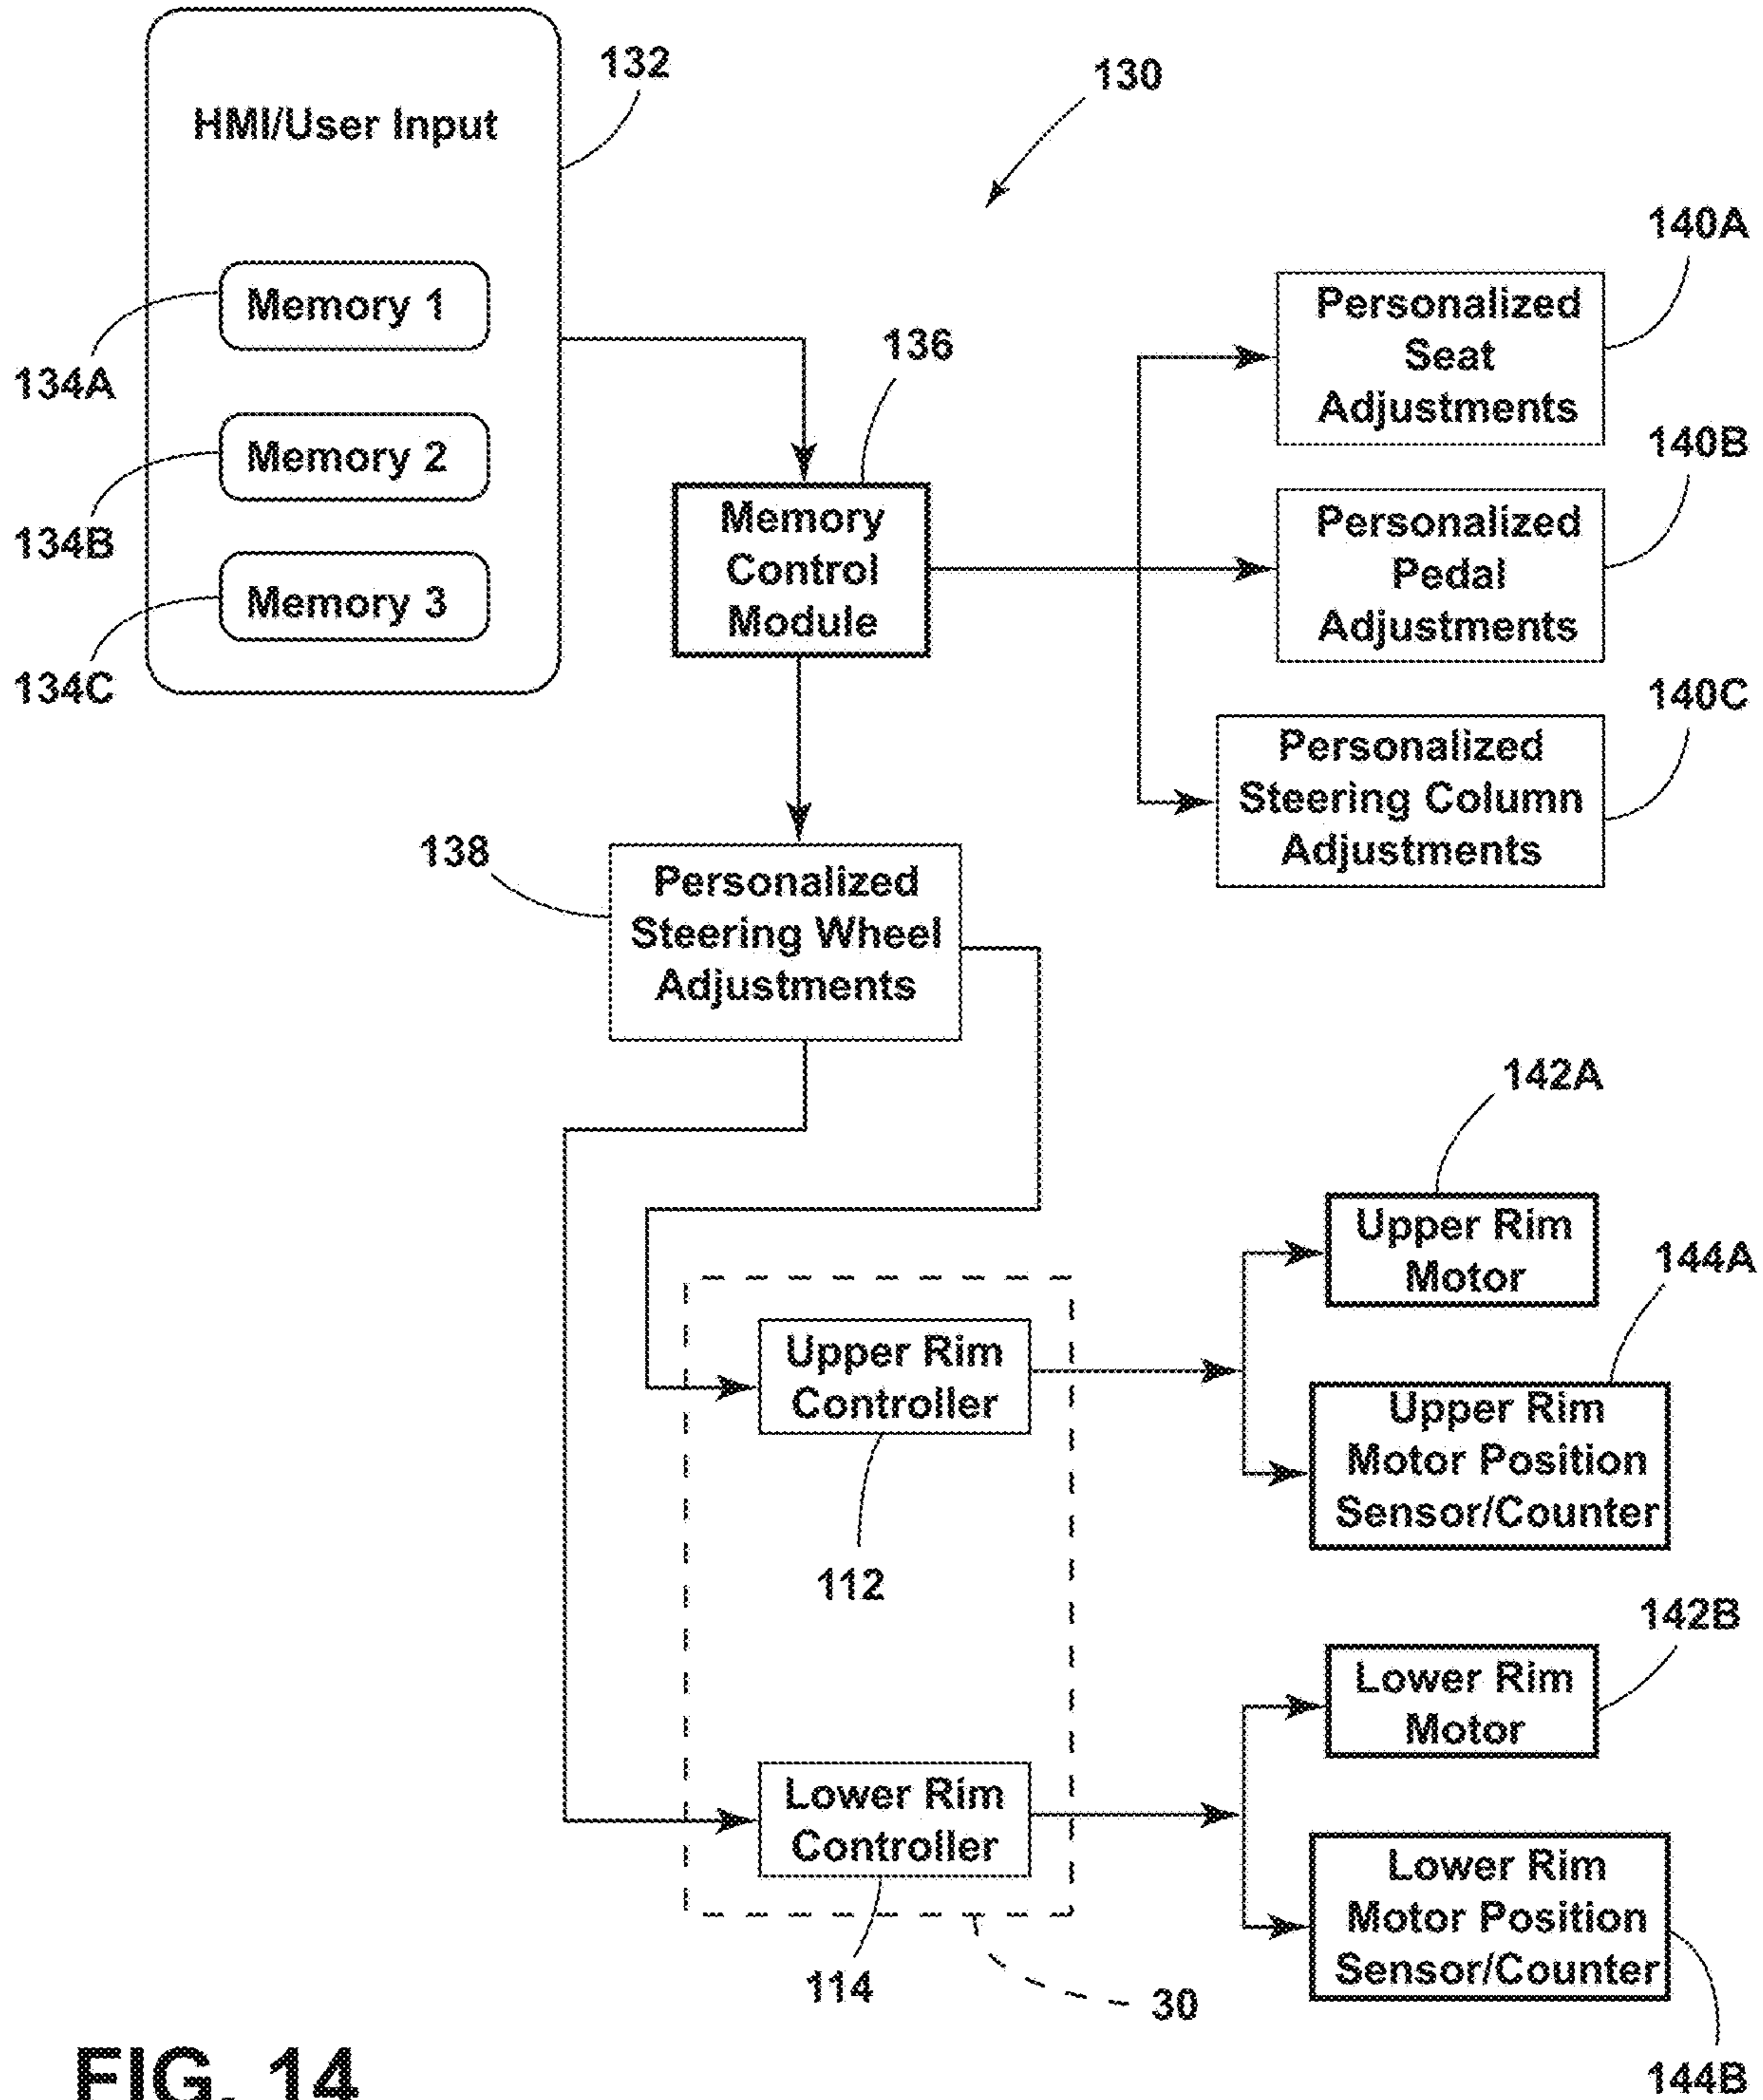 132
130
HMI/User Input
140A
Memory 1
134A
136
Personalized
Seat
Adjustments
Memory 2
134B
140B
Memory
Control
Module
Personalized
Pedal
Adjustments
Memory 3
134C
140C
Personalized
Steering Column
Adjustments
138
Personalized
Steering Wheel
Adjustments
142A
Upper Rim
Motor
144A
Upper Rim
Controller
112
Upper Rim
Motor Position
Sensor/Counter
142B
Lower Rim
Motor
Lower Rim
Controller
114
30
Lower Rim
Motor Position
Sensor/Counter
144B
FIG. 14